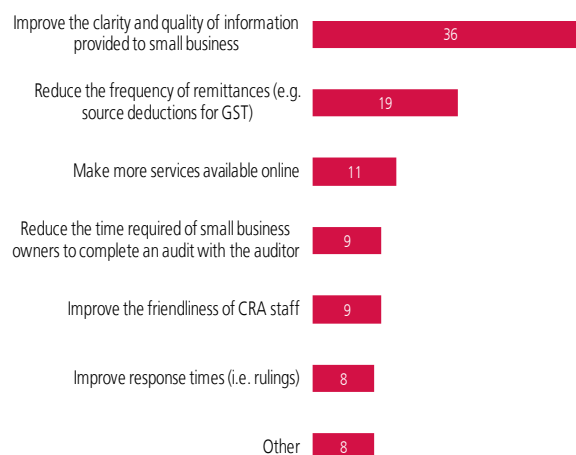 Improve the clarity and quality of information
provided to small business
36
Reduce the frequency of remittances (e.g.
source deductions for GST)
19
Make more services available online
11
Reduce the time required of small business
owners to complete an audit with the auditor
9
Improve the friendliness of CRA staff
9
Improve response times (i.e. rulings)
8
Other
8